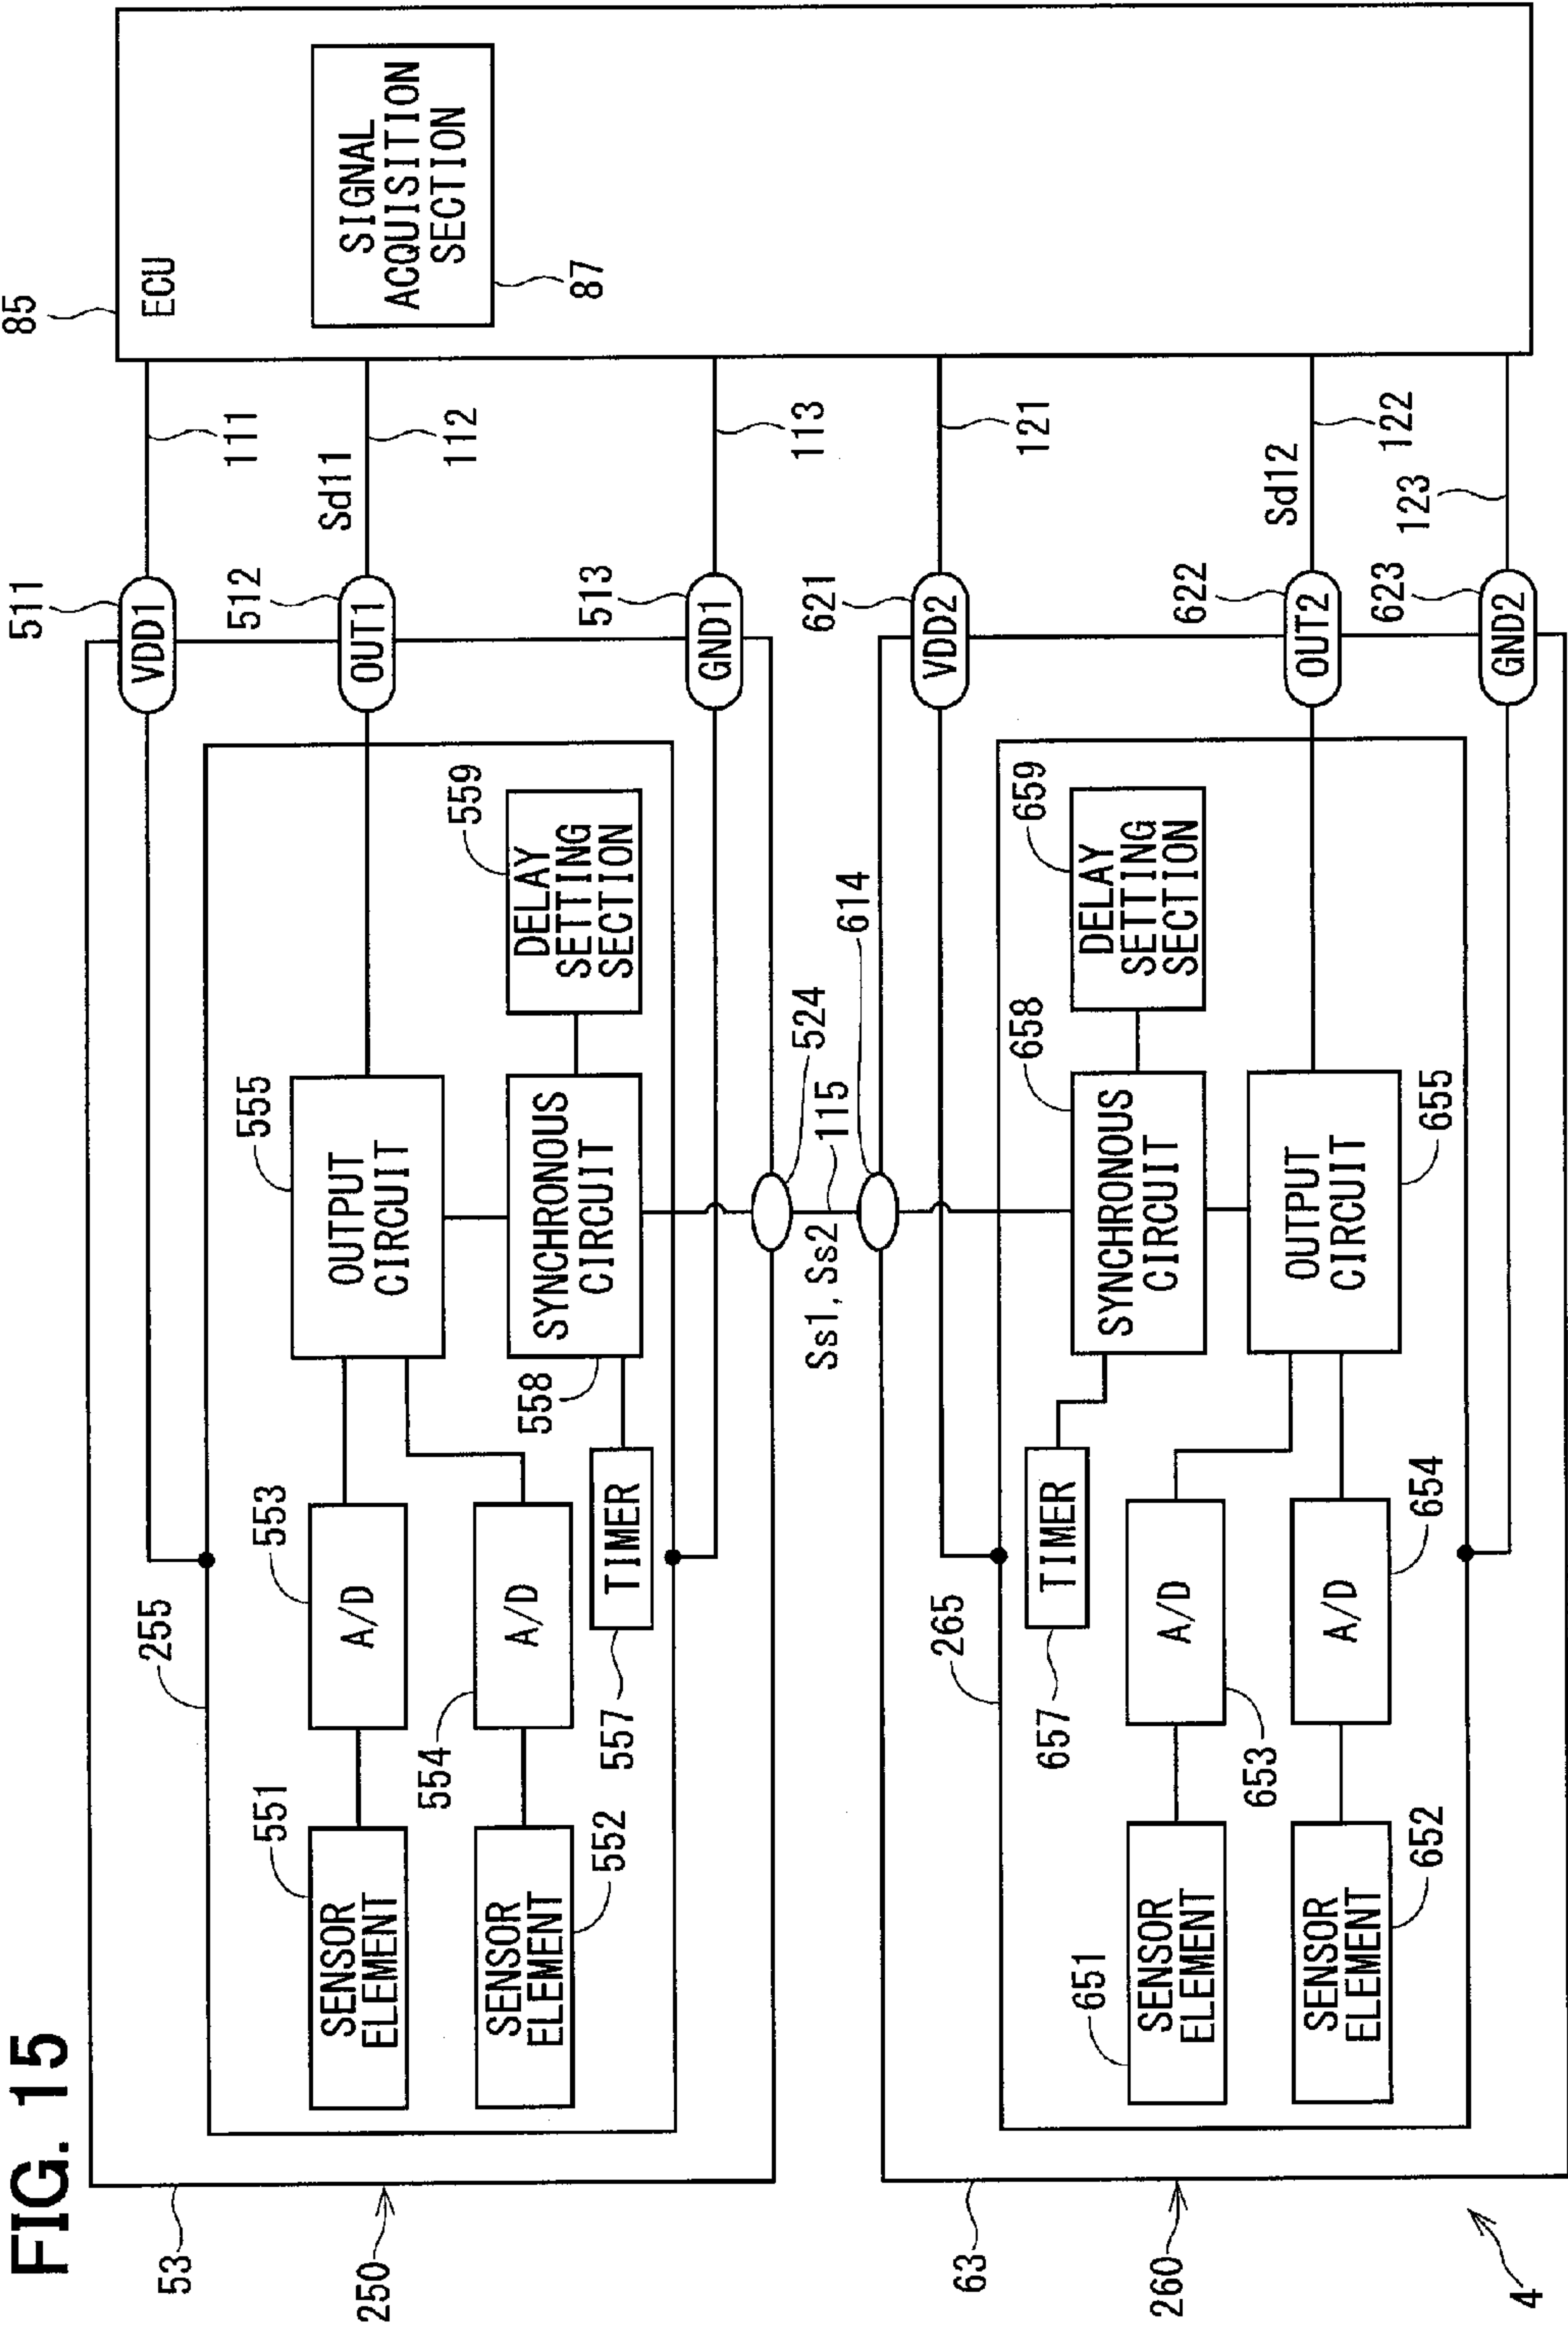 FIG. 15
85
ECU
SIGNAL
ACQUISITION
SECTION
87
511
VDD1
111
512
OUT1
Sd11
112
513
GND1
113
621
VDD2
121
622
OUT2
Sd12
122
623
GND2
123
53
250
255
551
SENSOR
ELEMENT
553
A/D
555
OUTPUT
CIRCUIT
552
SENSOR
ELEMENT
554
A/D
557
TIMER
558
SYNCHRONOUS
CIRCUIT
559
DELAY
SETTING
SECTION
524
115
614
Ss1, Ss2
63
260
265
657
TIMER
658
SYNCHRONOUS
CIRCUIT
659
DELAY
SETTING
SECTION
651
SENSOR
ELEMENT
653
A/D
655
OUTPUT
CIRCUIT
652
SENSOR
ELEMENT
654
A/D
4